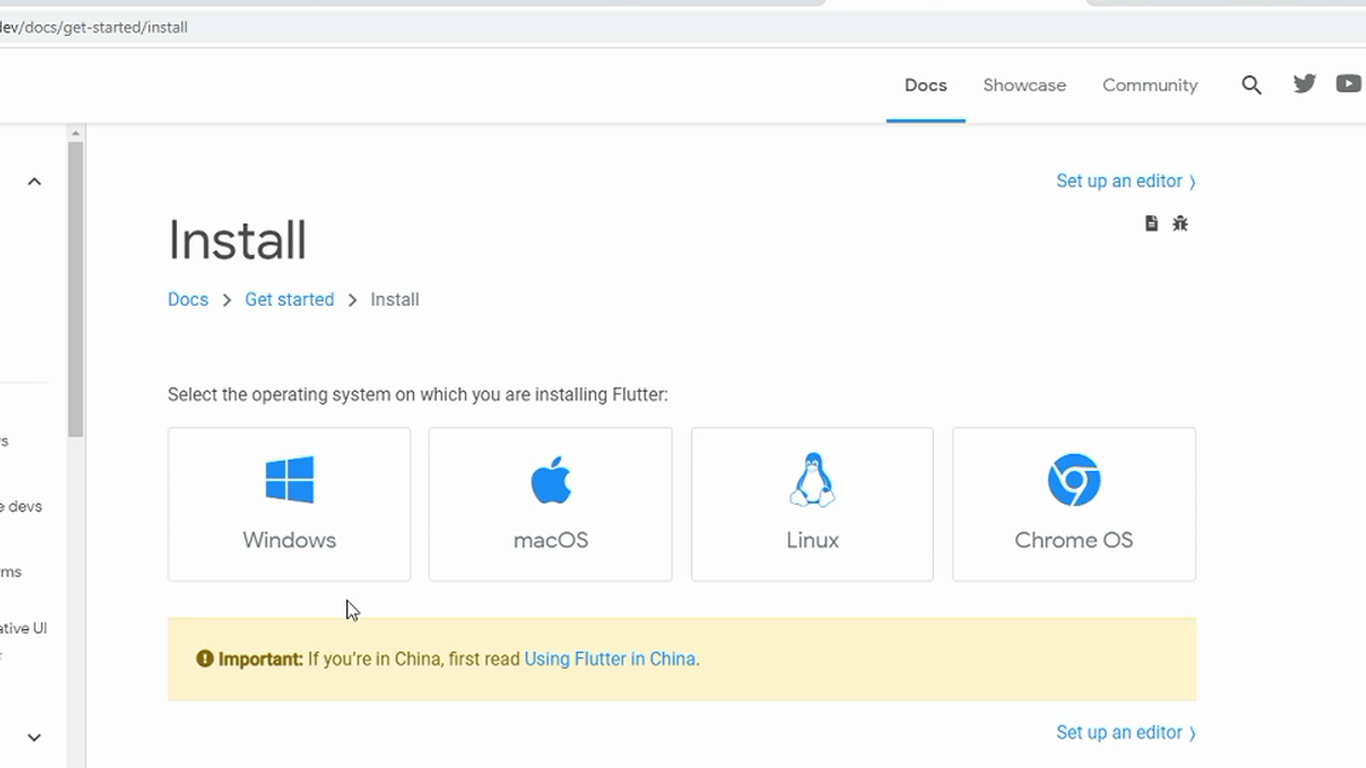 dev/docs/get-started/install
Docs Showcase Community
Set up an editor ⟩
Install
Docs > Get started > Install
Select the operating system on which you are installing Flutter:
Windows macOS Linux Chrome OS
Important: If you're in China, first read Using Flutter in China.
Set up an editor ⟩
e devs
ms
ative UI